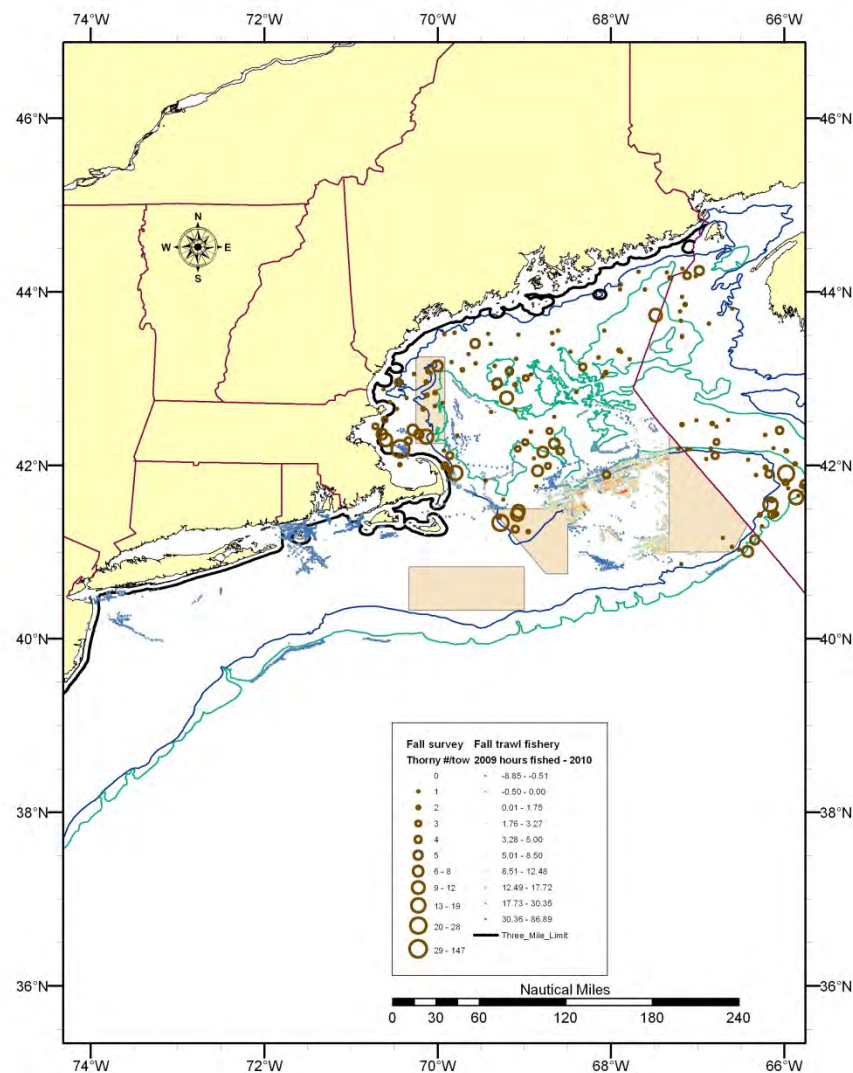 74°W 72°W 70°W 68°W 66°W
46°N 46°N
N
W E
S
44°N 44°N
42°N 42°N
40°N 40°N
Fall survey Fall trawl fishery
Thorny #/tow 2009 hours fished - 2010
0 -8.85 - -0.51
1 -0.50 - 0.00
2 0.01 - 1.75
3 1.76 - 3.27
4 3.28 - 5.00
5 5.01 - 8.50
6 - 8 8.51 - 12.48
9 - 12 12.49 - 17.72
13 - 19 17.73 - 30.35
20 - 28 30.36 - 86.89
29 - 147 Three_Mile_Limit
38°N 38°N
36°N 36°N
Nautical Miles
0 30 60 120 180 240
74°W 72°W 70°W 68°W 66°W